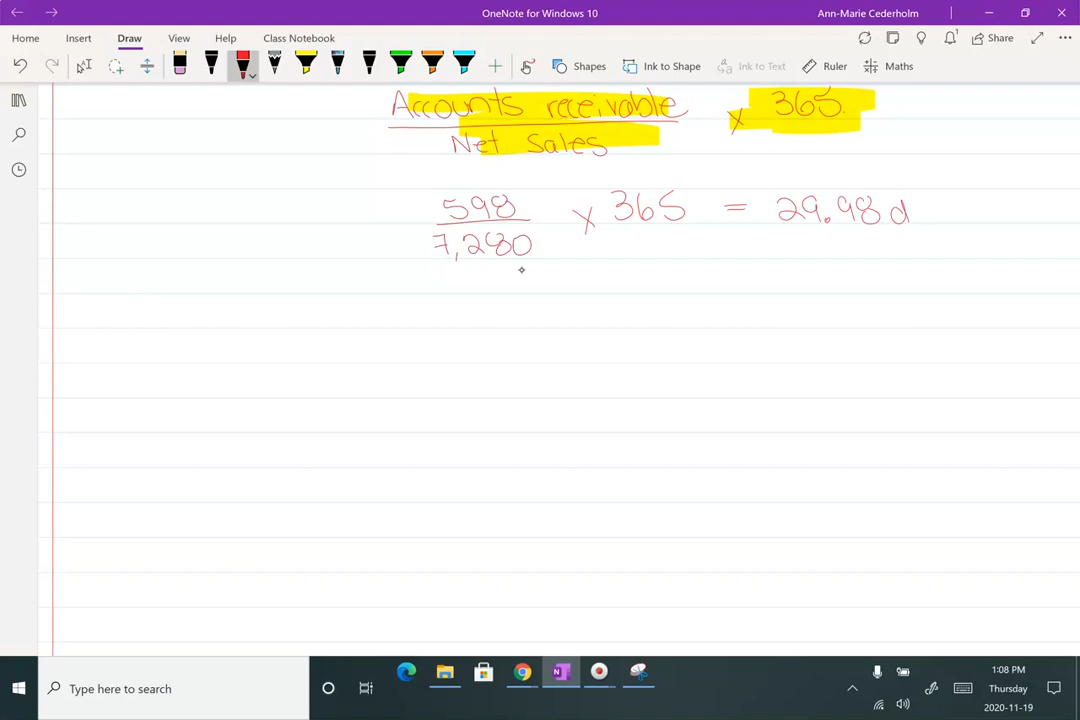 OneNote for Windows 10
Ann-Marie Cederholm
Home Insert Draw View Help Class Notebook
Share
Shapes Ink to Shape Ink to Text Ruler Maths
Accounts receivable x 365.
Net Sales
598 x 365 = 29.98 d
7,280
Type here to search
1:08 PM
Thursday
2020-11-19